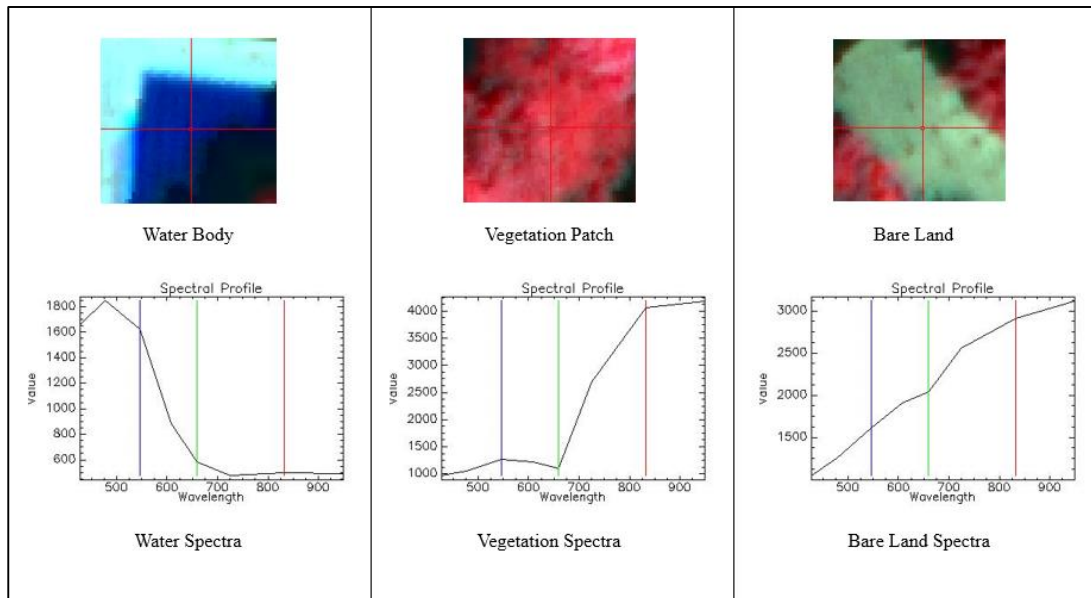 Water Body
Vegetation Patch
Bare Land
Spectral Profile
1800
1600
1400
1200
1000
800
600
Value
500 600 700 800 900
Wavelength
Spectral Profile
4000
3500
3000
2500
2000
1500
1000
Value
500 600 700 800 900
Wavelength
Spectral Profile
3000
2500
2000
1500
Value
500 600 700 800 900
Wavelength
Water Spectra
Vegetation Spectra
Bare Land Spectra